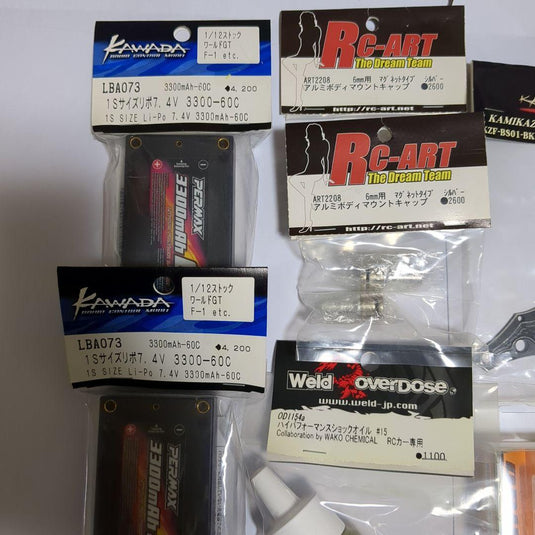 KAWADA
RADIO CONTROL MODEL
1/12ストック
ワールドGT
F-1 etc.
LBA073
3300mAh-60C
◆4,200
1Sサイズリポ7.4V 3300-60C
1S SIZE Li-Po 7.4V 3300mAh-60C
PERMAX
3300mAh
KAWADA
RADIO CONTROL MODEL
1/12ストック
ワールドGT
F-1 etc.
LBA073
3300mAh-60C
◆4,200
1Sサイズリポ7.4V 3300-60C
1S SIZE Li-Po 7.4V 3300mAh-60C
PERMAX
3300mAh
RC-ART
The Dream Team
ART2208
6mm用
マグネットタイプ
シルバー
アルミボディマウントキャップ
●2600
http://rc-art.net
RC-ART
The Dream Team
ART2208
6mm用
マグネットタイプ
シルバー
アルミボディマウントキャップ
●2600
http://rc-art.net
Weld overdose
www.weld-jp.com
OD1154a
ハイパフォーマンスショックオイル #15
Collaboration by WAKO CHEMICAL
RCカー専用
●1100
KAMIKAZ
KZF-BS01-BK